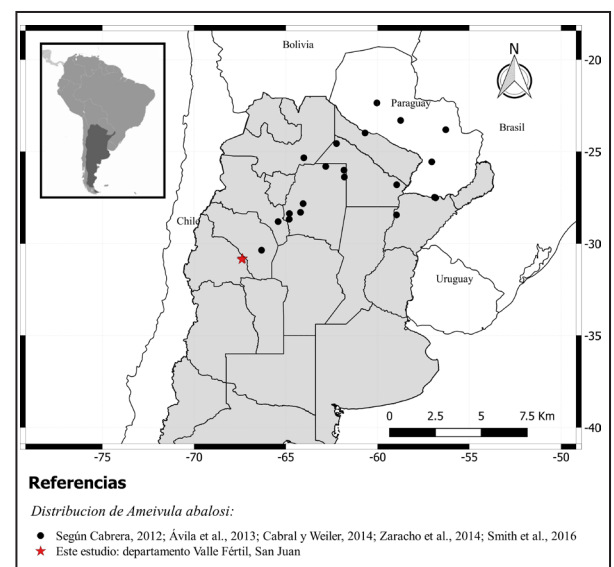 Bolivia
N
Paraguay
Brasil
Chile
Uruguay
-20
-25
-30
-35
-40
0 2.5 5 7.5 Km
-75 -70 -65 -60 -55 -50
Referencias
Distribucion de Ameivula abalosi:
Según Cabrera, 2012; Ávila et al., 2013; Cabral y Weiler, 2014; Zaracho et al., 2014; Smith et al., 2016
Este estudio: departamento Valle Fértil, San Juan